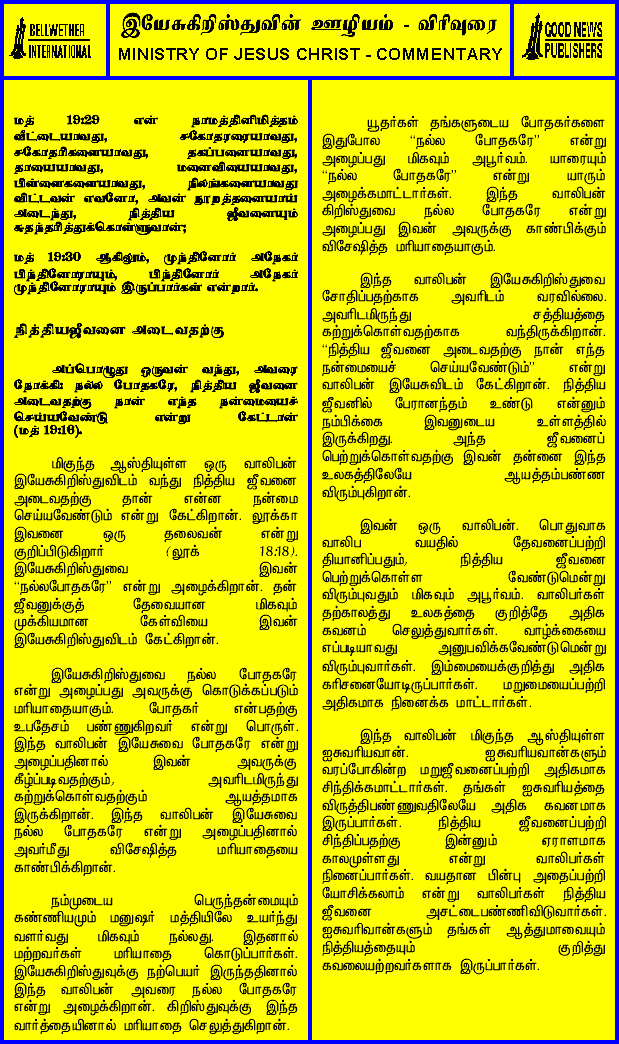 BELLWETHER
INTERNATIONAL
இயேசுகிறிஸ்துவின் ஊழியம் - விரிவுரை
MINISTRY OF JESUS CHRIST - COMMENTARY
GOOD NEWS
PUBLISHERS
மத் 19:29 என் நாமத்தினிமித்தம்
வீட்டையாவது, சகோதரரையாவது,
சகோதரிகளையாவது, தகப்பனையாவது,
தாயையாவது, மனைவியையாவது,
பிள்ளைகளையாவது, நிலங்களையாவது
விட்டவன் எவனோ, அவன் நூறத்தனையாய்
அடைந்து, நித்திய ஜீவனையும்
சுதந்தரித்துக்கொள்ளுவான்;
மத் 19:30 ஆகிலும், முந்தினோர் அநேகர்
பிந்தினோராயும், பிந்தினோர் அநேகர்
முந்தினோராயும் இருப்பார்கள் என்றார்.
நித்தியஜீவனை அடைவதற்கு
அப்பொழுது ஒருவன் வந்து, அவரை
நோக்கி: நல்ல போதகரே, நித்திய ஜீவனை
அடைவதற்கு நான் எந்த நன்மையைச்
செய்யவேண்டு என்று கேட்டான்
(மத் 19:16).
மிகுந்த ஆஸ்தியுள்ள ஒரு வாலிபன்
இயேசுகிறிஸ்துவிடம் வந்து நித்திய ஜீவனை
அடைவதற்கு தான் என்ன நன்மை
செய்யவேண்டும் என்று கேட்கிறான். லூக்கா
இவனை ஒரு தலைவன் என்று
குறிப்பிடுகிறார் (லூக் 18:18).
இயேசுகிறிஸ்துவை இவன்
“நல்லபோதகரே” என்று அழைக்கிறான். தன்
ஜீவனுக்குத் தேவையான மிகவும்
முக்கியமான கேள்வியை இவன்
இயேசுகிறிஸ்துவிடம் கேட்கிறான்.
இயேசுகிறிஸ்துவை நல்ல போதகரே
என்று அழைப்பது அவருக்கு கொடுக்கப்படும்
மரியாதையாகும். போதகர் என்பதற்கு
உபதேசம் பண்ணுகிறவர் என்று பொருள்.
இந்த வாலிபன் இயேசுவை போதகரே என்று
அழைப்பதினால் இவன் அவருக்கு
கீழ்ப்படிவதற்கும், அவரிடமிருந்து
கற்றுக்கொள்வதற்கும் ஆயத்தமாக
இருக்கிறான். இந்த வாலிபன் இயேசுவை
நல்ல போதகரே என்று அழைப்பதினால்
அவர்மீது விசேஷித்த மரியாதையை
காண்பிக்கிறான்.
நம்முடைய பெருந்தன்மையும்
கண்ணியமும் மனுஷர் மத்தியிலே உயர்ந்து
வளர்வது மிகவும் நல்லது. இதனால்
மற்றவர்கள் மரியாதை கொடுப்பார்கள்.
இயேசுகிறிஸ்துவுக்கு நற்பெயர் இருந்ததினால்
இந்த வாலிபன் அவரை நல்ல போதகரே
என்று அழைக்கிறான். கிறிஸ்துவுக்கு இந்த
வார்த்தையினால் மரியாதை செலுத்துகிறான்.
யூதர்கள் தங்களுடைய போதகர்களை
இதுபோல “நல்ல போதகரே” என்று
அழைப்பது மிகவும் அபூர்வம். யாரையும்
“நல்ல போதகரே” என்று யாரும்
அழைக்கமாட்டார்கள். இந்த வாலிபன்
கிறிஸ்துவை நல்ல போதகரே என்று
அழைப்பது இவன் அவருக்கு காண்பிக்கும்
விசேஷித்த மரியாதையாகும்.
இந்த வாலிபன் இயேசுகிறிஸ்துவை
சோதிப்பதற்காக அவரிடம் வரவில்லை.
அவரிடமிருந்து சத்தியத்தை
கற்றுக்கொள்வதற்காக வந்திருக்கிறான்.
“நித்திய ஜீவனை அடைவதற்கு நான் எந்த
நன்மையைச் செய்யவேண்டும்” என்று
வாலிபன் இயேசுவிடம் கேட்கிறான். நித்திய
ஜீவனில் பேரானந்தம் உண்டு என்னும்
நம்பிக்கை இவனுடைய உள்ளத்தில்
இருக்கிறது. அந்த ஜீவனைப்
பெற்றுக்கொள்வதற்கு இவன் தன்னை இந்த
உலகத்திலேயே ஆயத்தம்பண்ண
விரும்புகிறான்.
இவன் ஒரு வாலிபன். பொதுவாக
வாலிப வயதில் தேவனைப்பற்றி
தியானிப்பதும், நித்திய ஜீவனை
பெற்றுக்கொள்ள வேண்டுமென்று
விரும்புவதும் மிகவும் அபூர்வம். வாலிபர்கள்
தற்காலத்து உலகத்தை குறித்தே அதிக
கவனம் செலுத்துவார்கள். வாழ்க்கையை
எப்படியாவது அனுபவிக்கவேண்டுமென்று
விரும்புவார்கள். இம்மையைக்குறித்து அதிக
கரிசனையோடிருப்பார்கள். மறுமையைப்பற்றி
அதிகமாக நினைக்க மாட்டார்கள்.
இந்த வாலிபன் மிகுந்த ஆஸ்தியுள்ள
ஐசுவரியவான். ஐசுவரியவான்களும்
வரப்போகின்ற மறுஜீவனைப்பற்றி அதிகமாக
சிந்திக்கமாட்டார்கள். தங்கள் ஐசுவரியத்தை
விருத்திபண்ணுவதிலேயே அதிக கவனமாக
இருப்பார்கள். நித்திய ஜீவனைப்பற்றி
சிந்திப்பதற்கு இன்னும் ஏராளமாக
காலமுள்ளது என்று வாலிபர்கள்
நினைப்பார்கள். வயதான பின்பு அதைப்பற்றி
யோசிக்கலாம் என்று வாலிபர்கள் நித்திய
ஜீவனை அசட்டைபண்ணிவிடுவார்கள்.
ஐசுவரிவான்களும் தங்கள் ஆத்துமாவையும்
நித்தியத்தையும் குறித்து
கவலையற்றவர்களாக இருப்பார்கள்.